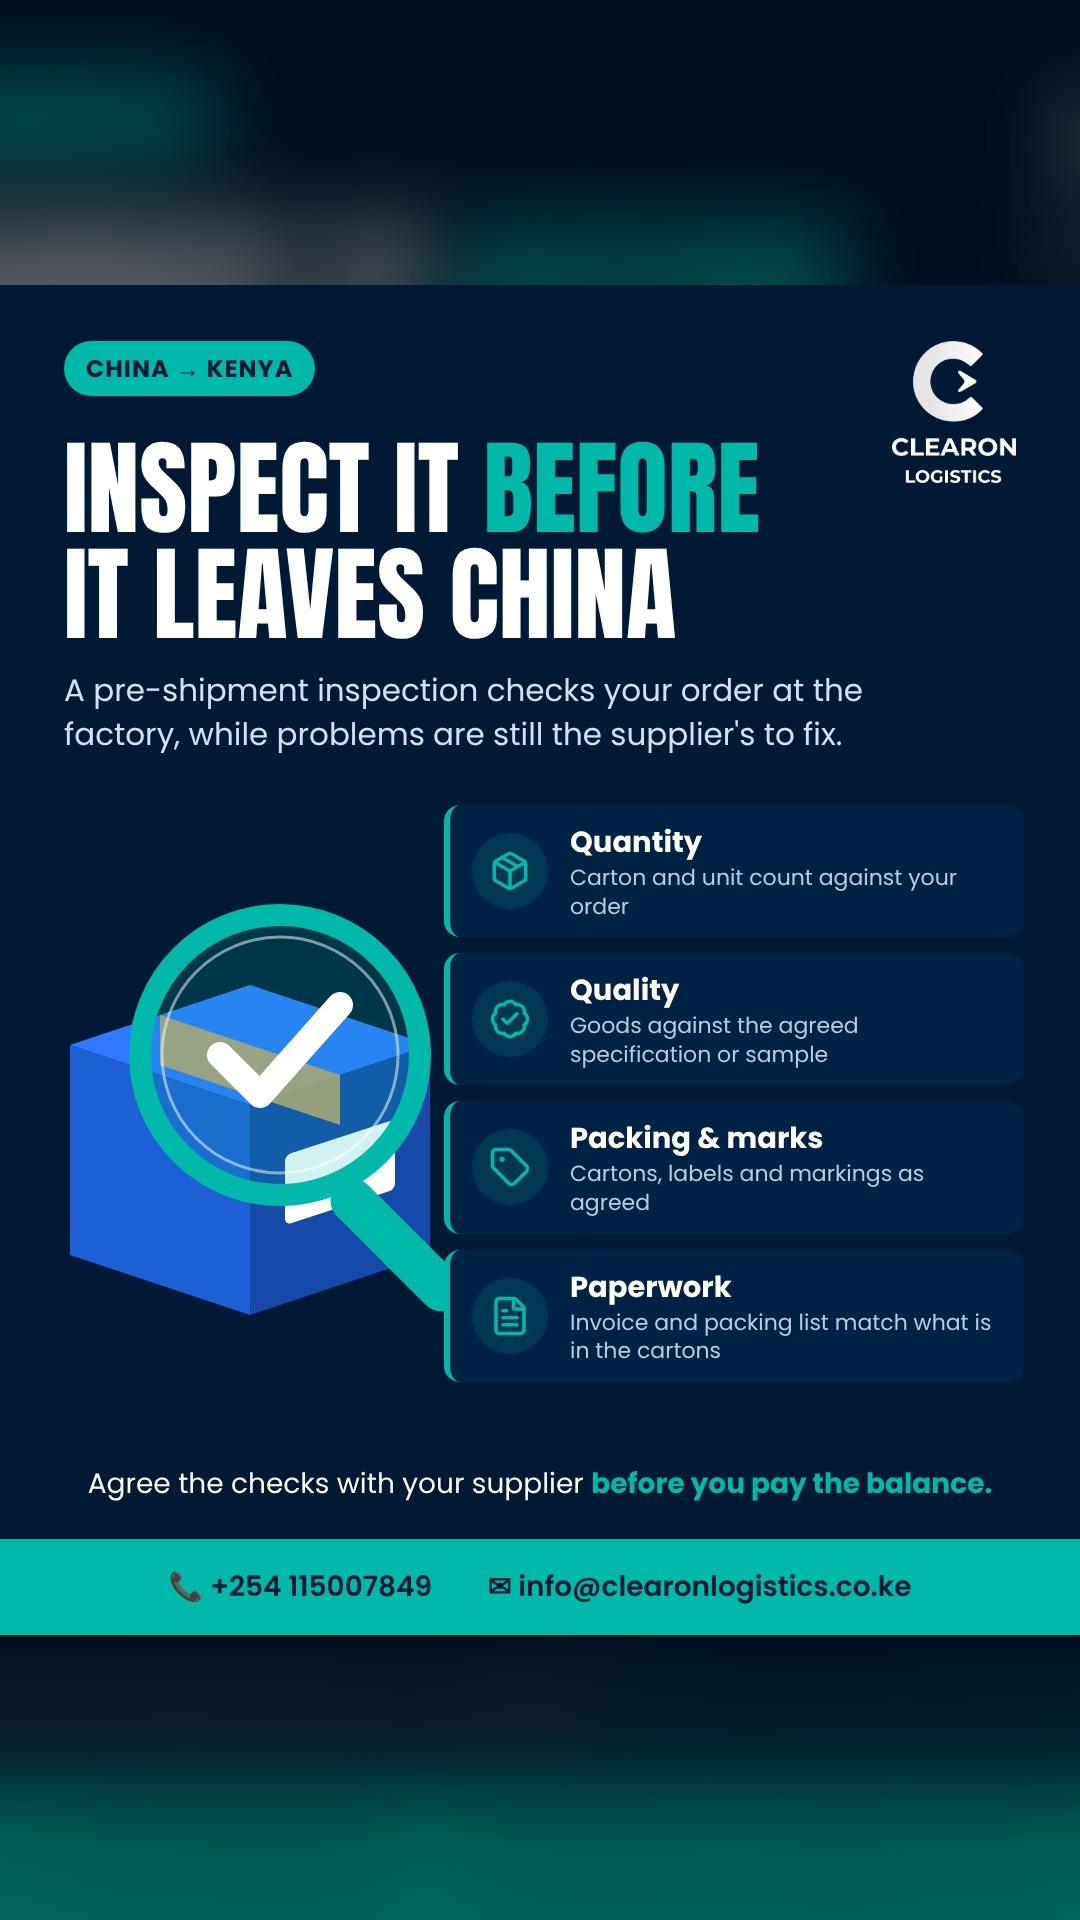 CHINA → KENYA
CLEARON
LOGISTICS
INSPECT IT BEFORE
IT LEAVES CHINA
A pre-shipment inspection checks your order at the
factory, while problems are still the supplier's to fix.
Quantity
Carton and unit count against your
order
Quality
Goods against the agreed
specification or sample
Packing & marks
Cartons, labels and markings as
agreed
Paperwork
Invoice and packing list match what is
in the cartons
Agree the checks with your supplier before you pay the balance.
📞 +254 115007849 ✉ info@clearonlogistics.co.ke